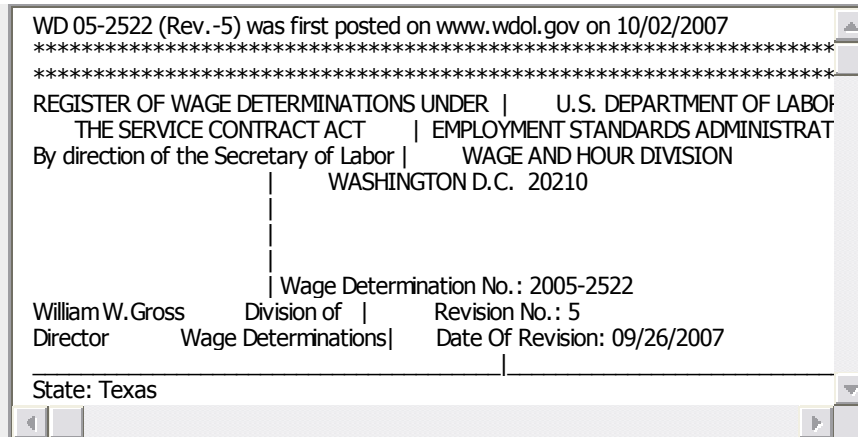 WD 05-2522 (Rev.-5) was first posted on www.wdol.gov on 10/02/2007
************************************************************************
************************************************************************
REGISTER OF WAGE DETERMINATIONS UNDER | U.S. DEPARTMENT OF LABOR
THE SERVICE CONTRACT ACT | EMPLOYMENT STANDARDS ADMINISTRAT
By direction of the Secretary of Labor | WAGE AND HOUR DIVISION
| WASHINGTON D.C. 20210
|
|
|
| Wage Determination No.: 2005-2522
William W.Gross Division of | Revision No.: 5
Director Wage Determinations| Date Of Revision: 09/26/2007
_______________________________________|____________________________
State: Texas